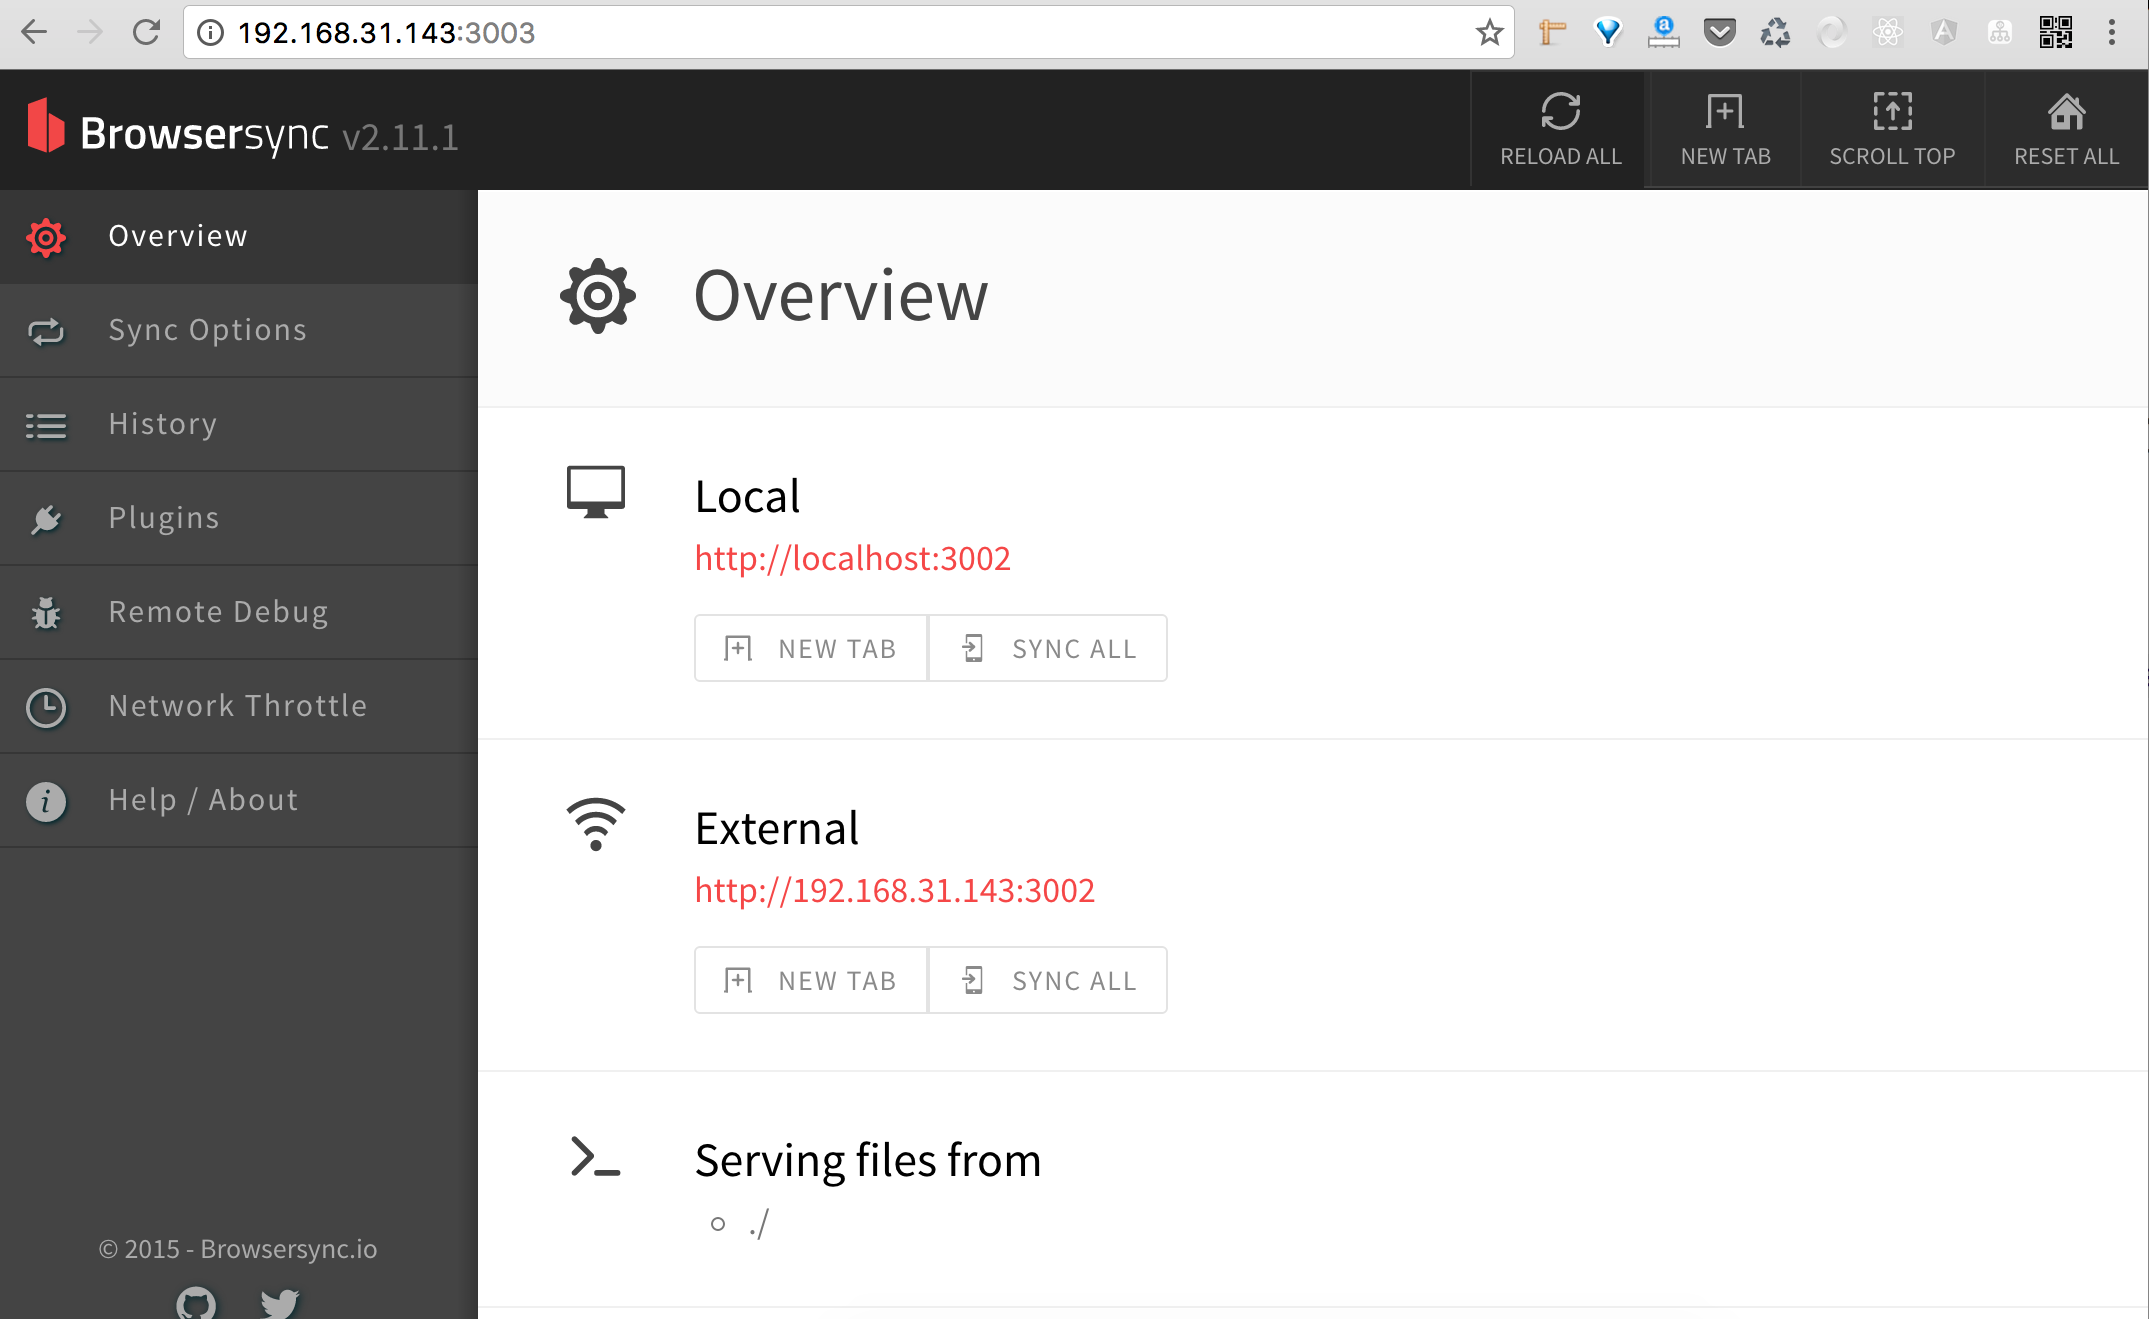 192.168.31.143:3003
Browsersync v2.11.1
RELOAD ALL
NEW TAB
SCROLL TOP
RESET ALL
Overview
Sync Options
History
Plugins
Remote Debug
Network Throttle
Help / About
© 2015 - Browsersync.io
Overview
Local
http://localhost:3002
NEW TAB
SYNC ALL
External
http://192.168.31.143:3002
NEW TAB
SYNC ALL
Serving files from
./